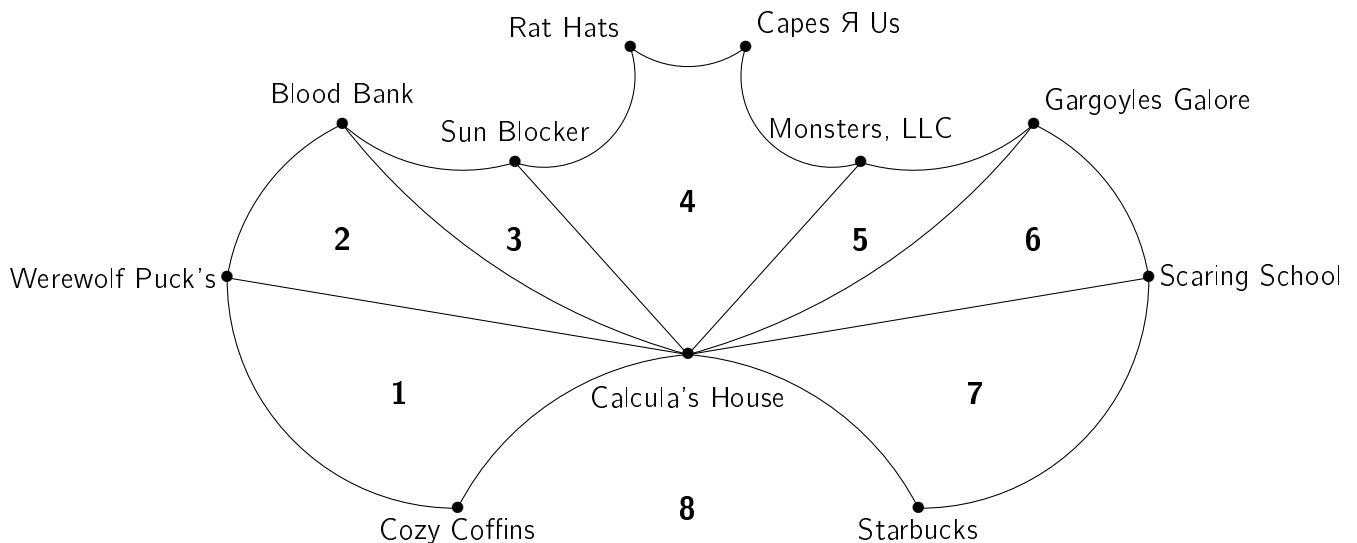 Rat Hats
Capes Я Us
Blood Bank
Gargoyles Galore
Sun Blocker
Monsters, LLC
4
2
3
5
6
Werewolf Puck's
Scaring School
1
Calcula's House
7
8
Cozy Coffins
Starbucks